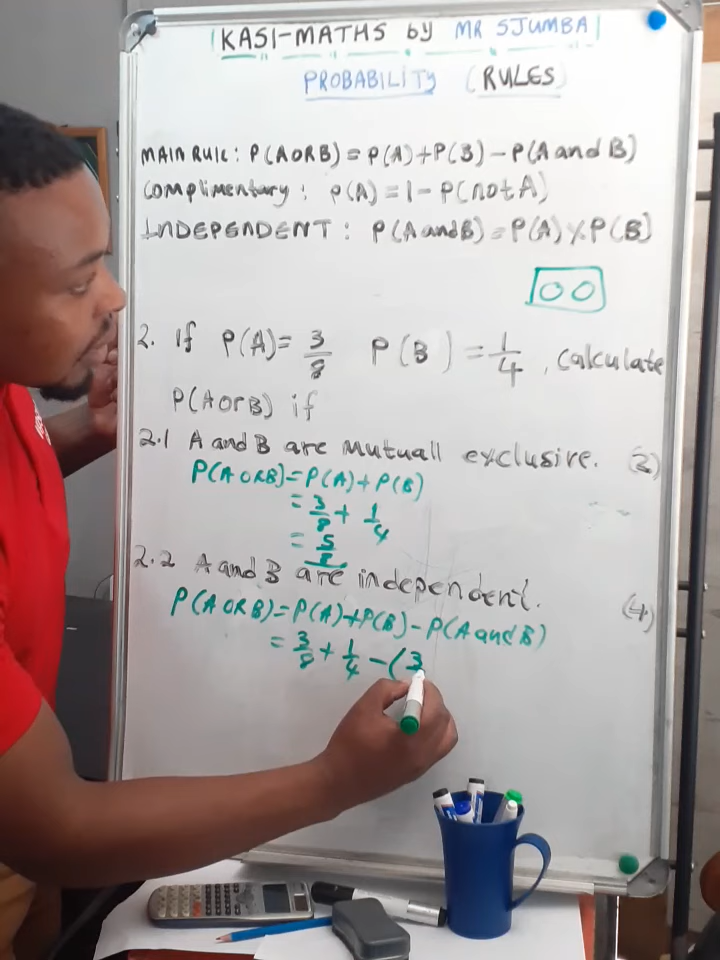 KASI-MATHS by MR SJUMBA
PROBABILITY (RULES)
MAIN RULE: P(A OR B) = P(A) + P(B) - P(A and B)
Complimentary: P(A) = 1 - P(not A)
INDEPENDENT: P(A and B) = P(A) × P(B)
2. If P(A) = 3/8 P(B) = 1/4, calculate
P(A or B) if
2.1 A and B are mutuall exclusive. (2)
P(A OR B) = P(A) + P(B)
= 3/8 + 1/4
= 5/8
2.2 A and B are independent. (4)
P(A OR B) = P(A) + P(B) - P(A and B)
= 3/8 + 1/4 - (3